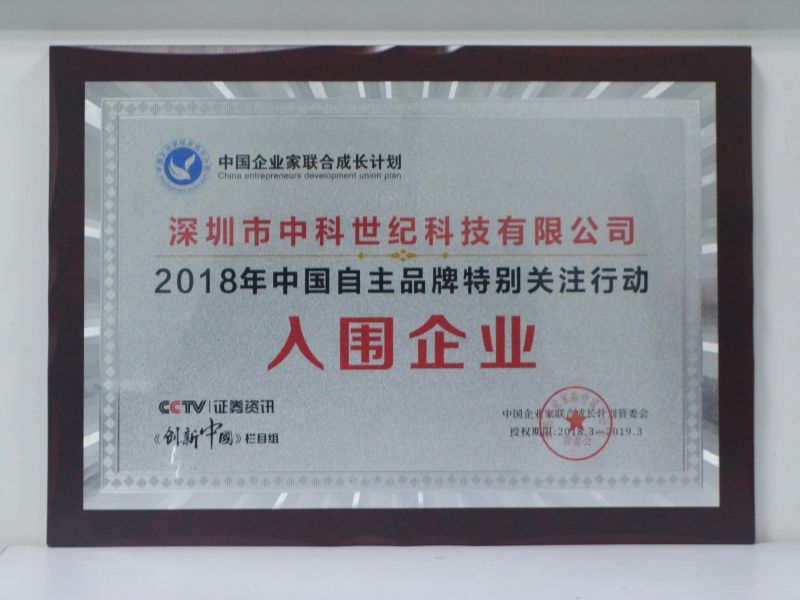 中国企业家联合成长计划
China entrepreneurs development union plan
深圳市中科世纪科技有限公司
2018年中国自主品牌特别关注行动
入围企业
CCTV|证券资讯
《创新中國》栏目组
中国企业家联合成长计划管委会
授权期限:2018.3—2019.3
管委会